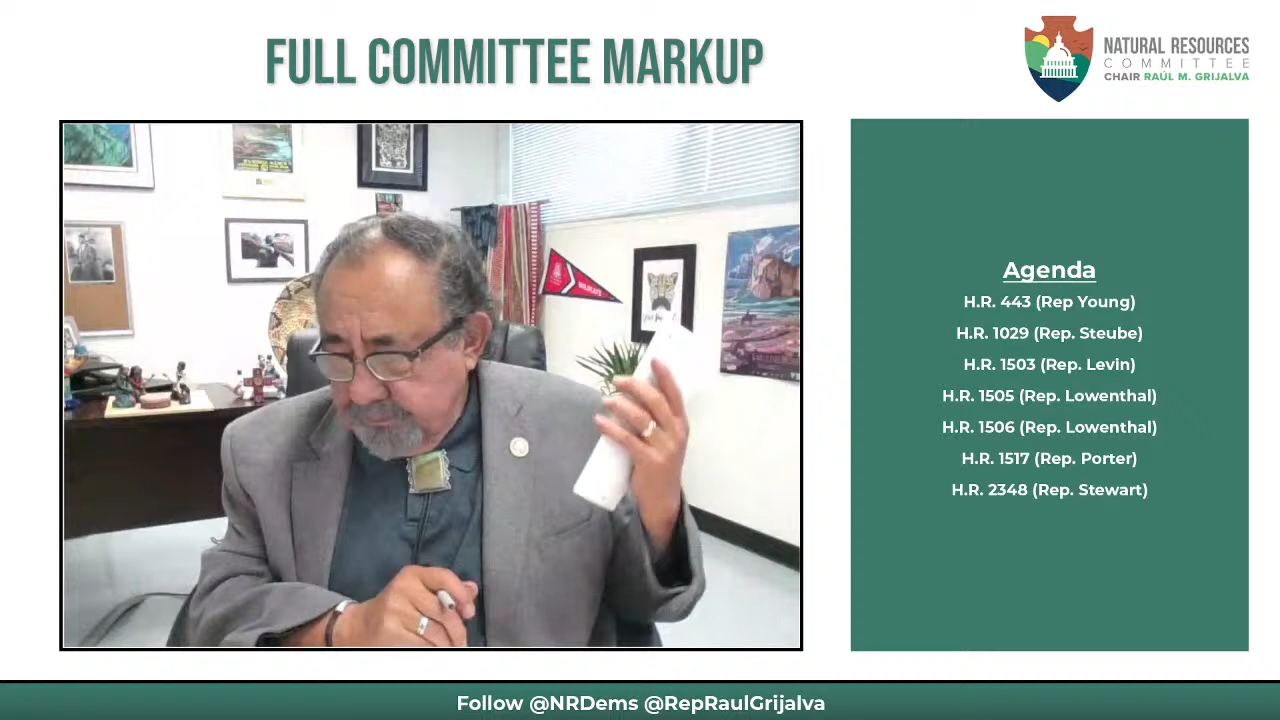 FULL COMMITTEE MARKUP
NATURAL RESOURCES
COMMITTEE
CHAIR RAÚL M. GRIJALVA
WILDCATS
Agenda
H.R. 443 (Rep Young)
H.R. 1029 (Rep. Steube)
H.R. 1503 (Rep. Levin)
H.R. 1505 (Rep. Lowenthal)
H.R. 1506 (Rep. Lowenthal)
H.R. 1517 (Rep. Porter)
H.R. 2348 (Rep. Stewart)
Follow @NRDems @RepRaulGrijalva